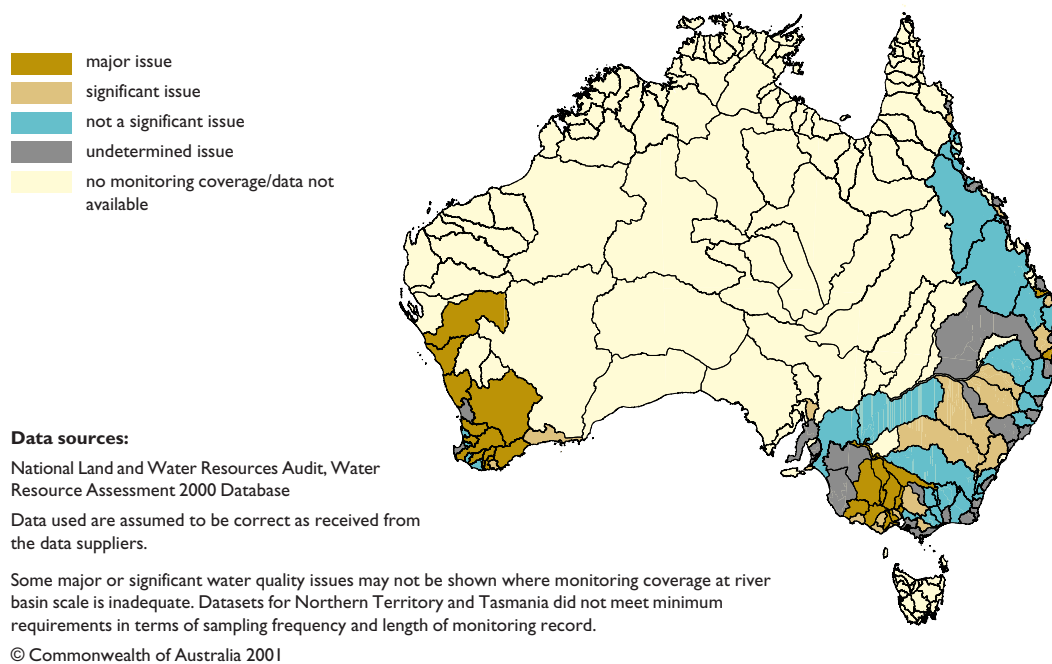 major issue
significant issue
not a significant issue
undetermined issue
no monitoring coverage/data not
available
Data sources:
National Land and Water Resources Audit, Water
Resource Assessment 2000 Database
Data used are assumed to be correct as received from
the data suppliers.
Some major or significant water quality issues may not be shown where monitoring coverage at river
basin scale is inadequate. Datasets for Northern Territory and Tasmania did not meet minimum
requirements in terms of sampling frequency and length of monitoring record.
© Commonwealth of Australia 2001